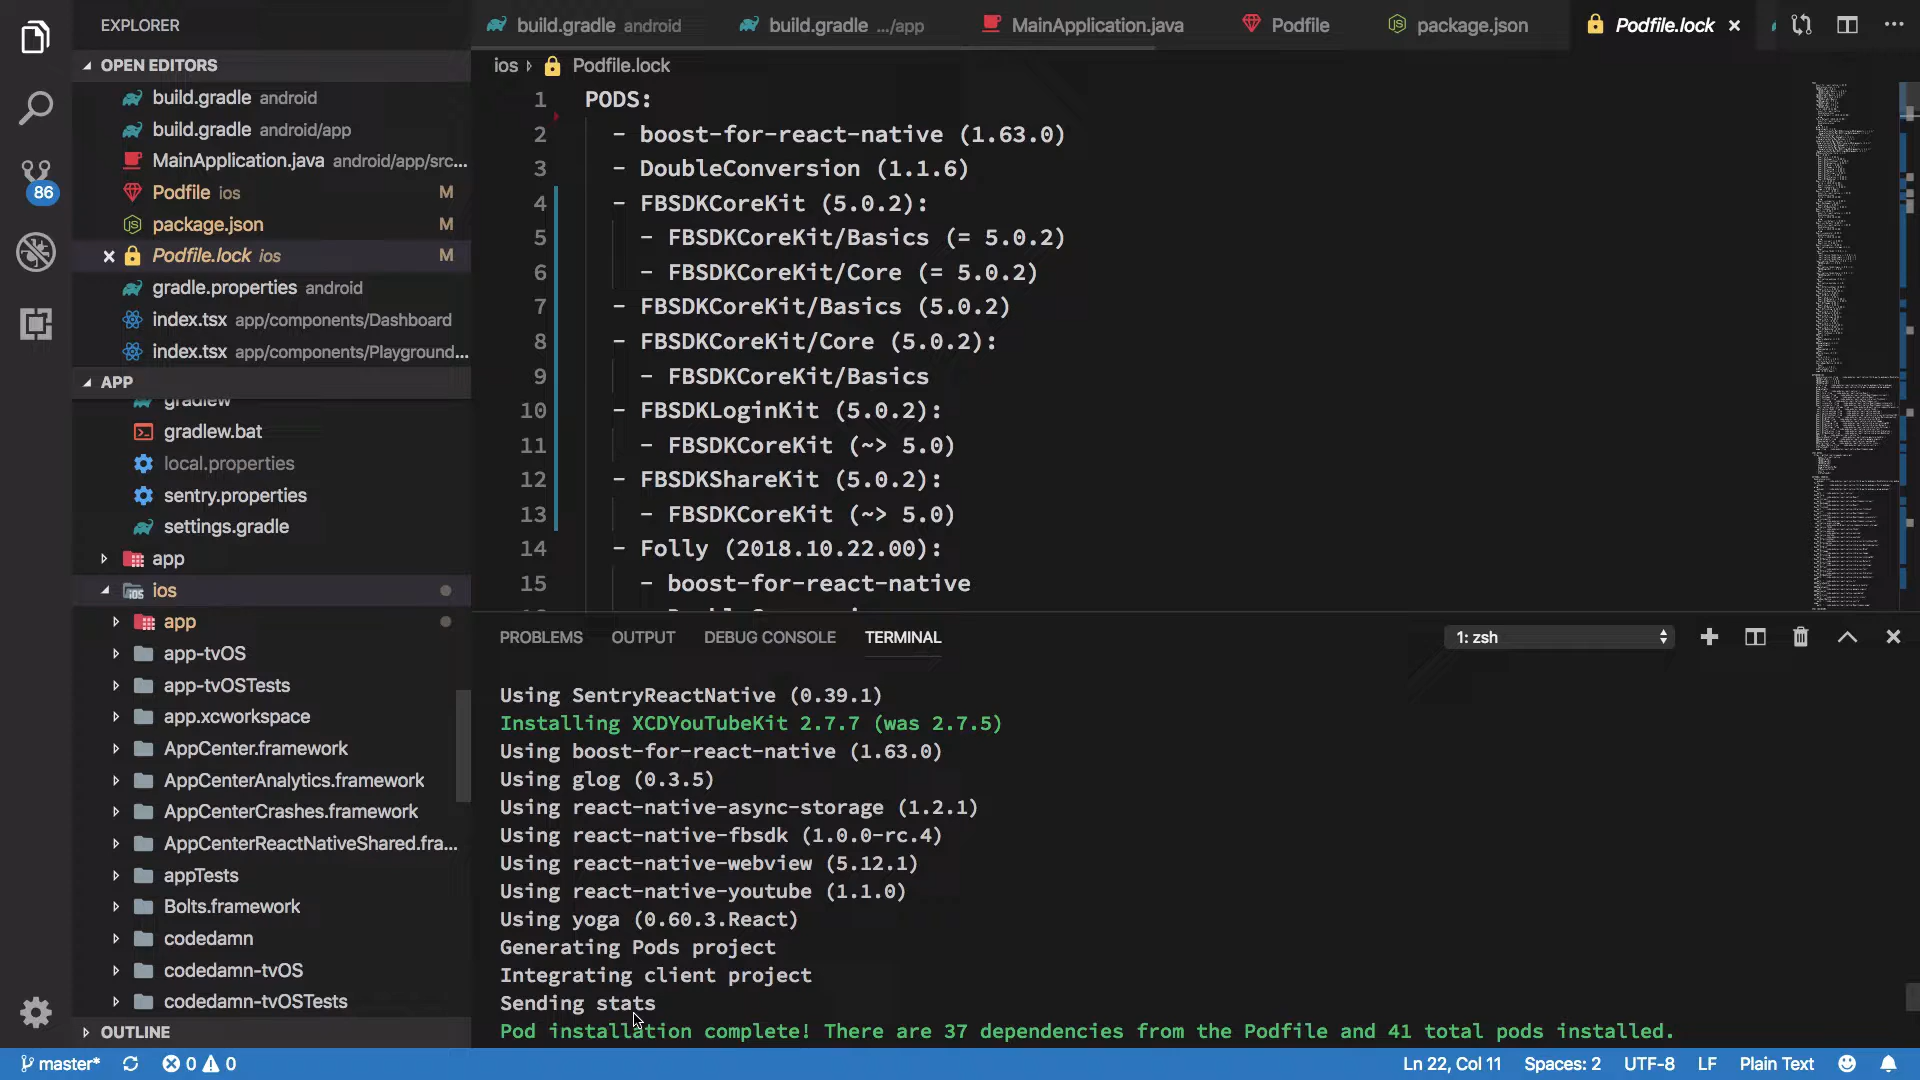 EXPLORER
OPEN EDITORS
build.gradle android
build.gradle android/app
MainApplication.java android/app/src...
Podfile ios M
package.json M
Podfile.lock ios M
gradle.properties android
index.tsx app/components/Dashboard
index.tsx app/components/Playground...
APP
gradlew
gradlew.bat
local.properties
sentry.properties
settings.gradle
app
ios
app
app-tvOS
app-tvOSTests
app.xcworkspace
AppCenter.framework
AppCenterAnalytics.framework
AppCenterCrashes.framework
AppCenterReactNativeShared.fra...
appTests
Bolts.framework
codedamn
codedamn-tvOS
codedamn-tvOSTests
OUTLINE
86
build.gradle android
build.gradle .../app
MainApplication.java
Podfile
package.json
Podfile.lock
ios Podfile.lock
1 PODS:
2 - boost-for-react-native (1.63.0)
3 - DoubleConversion (1.1.6)
4 - FBSDKCoreKit (5.0.2):
5 - FBSDKCoreKit/Basics (= 5.0.2)
6 - FBSDKCoreKit/Core (= 5.0.2)
7 - FBSDKCoreKit/Basics (5.0.2)
8 - FBSDKCoreKit/Core (5.0.2):
9 - FBSDKCoreKit/Basics
10 - FBSDKLoginKit (5.0.2):
11 - FBSDKCoreKit (~> 5.0)
12 - FBSDKShareKit (5.0.2):
13 - FBSDKCoreKit (~> 5.0)
14 - Folly (2018.10.22.00):
15 - boost-for-react-native
PROBLEMS OUTPUT DEBUG CONSOLE TERMINAL 1: zsh
Using SentryReactNative (0.39.1)
Installing XCDYouTubeKit 2.7.7 (was 2.7.5)
Using boost-for-react-native (1.63.0)
Using glog (0.3.5)
Using react-native-async-storage (1.2.1)
Using react-native-fbsdk (1.0.0-rc.4)
Using react-native-webview (5.12.1)
Using react-native-youtube (1.1.0)
Using yoga (0.60.3.React)
Generating Pods project
Integrating client project
Sending stats
Pod installation complete! There are 37 dependencies from the Podfile and 41 total pods installed.
master* 0 0 Ln 22, Col 11 Spaces: 2 UTF-8 LF Plain Text